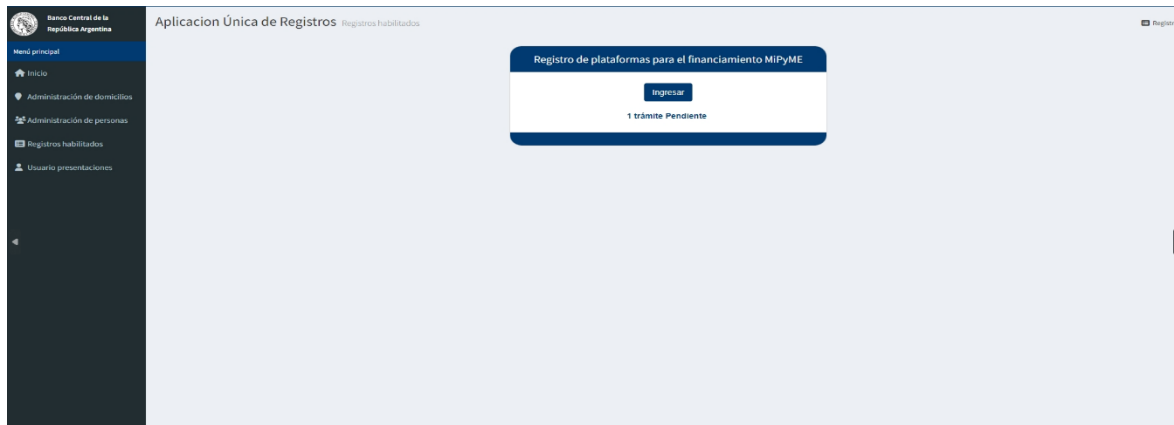 Banco Central de la
República Argentina
Menú principal
Inicio
Administración de domicilios
Administración de personas
Registros habilitados
Usuario presentaciones
Aplicacion Única de Registros Registros habilitados
Registro de plataformas para el financiamiento MiPyME
Ingresar
1 trámite Pendiente